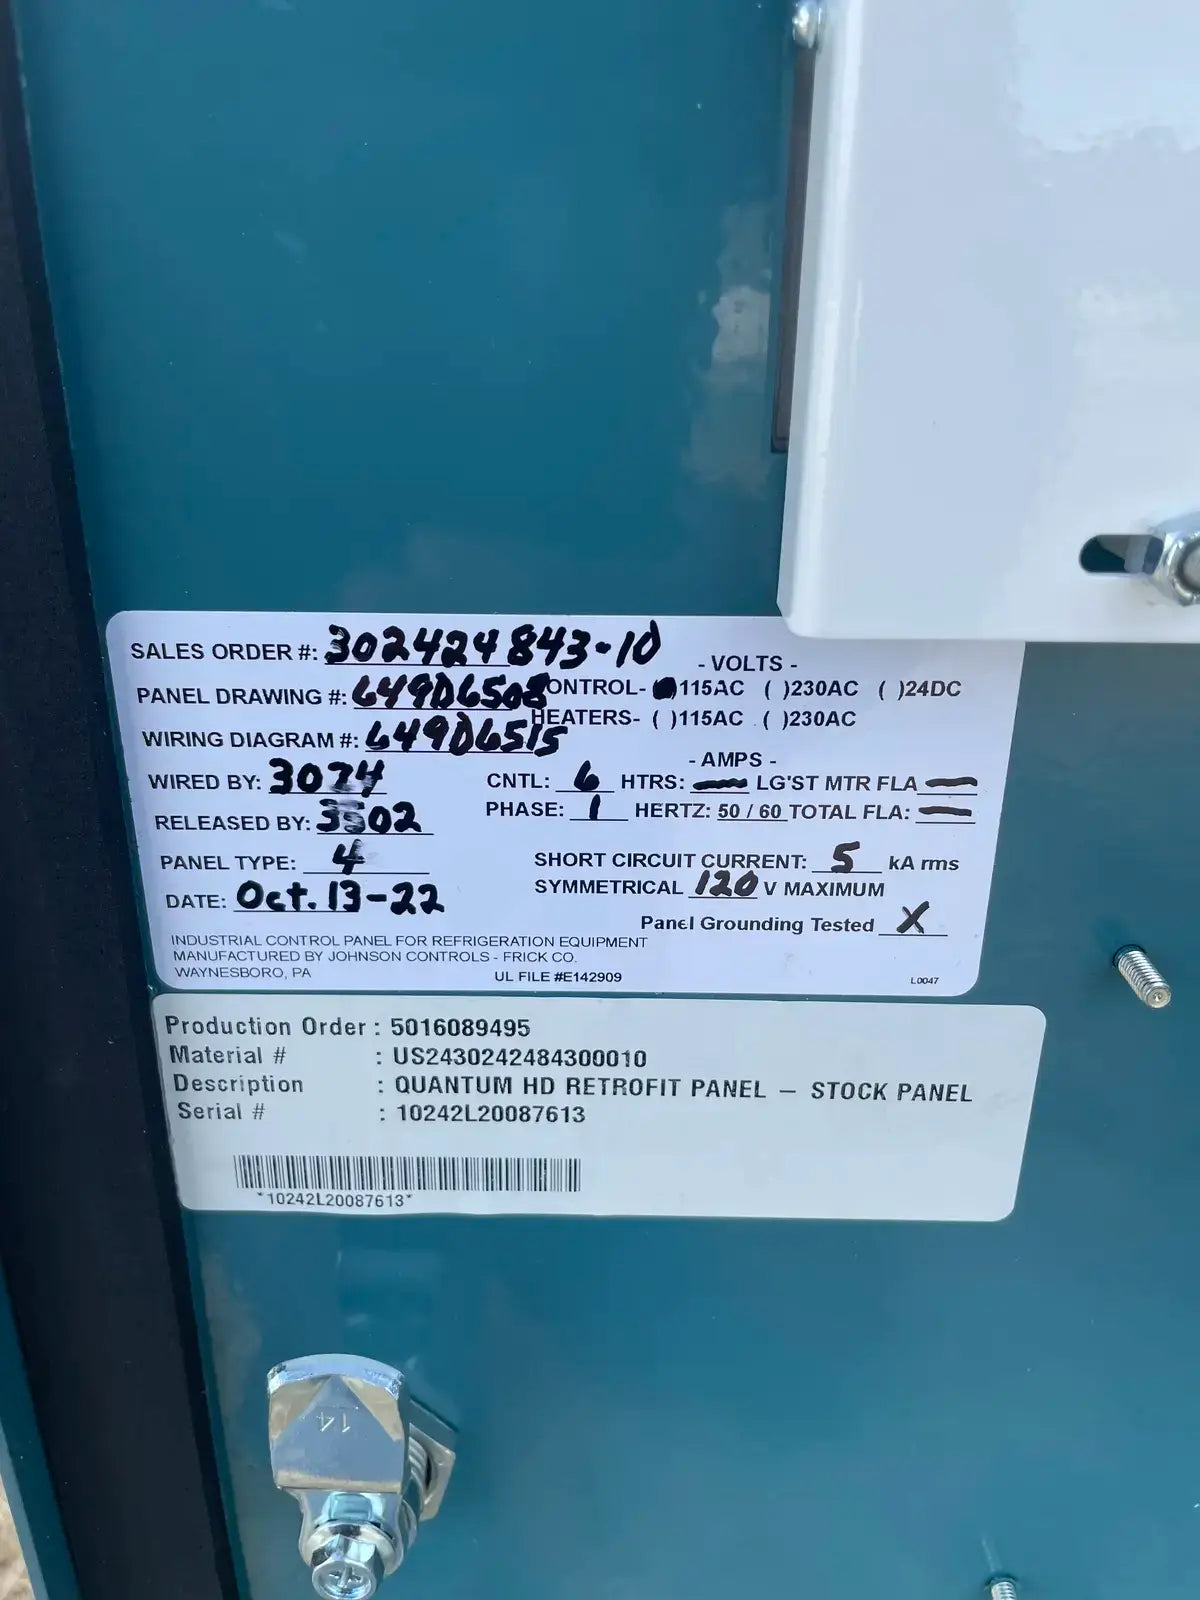 SALES ORDER #: 302424843-10
- VOLTS -
PANEL DRAWING #: 649D6508 CONTROL- ( )115AC ( )230AC ( )24DC
HEATERS- ( )115AC ( )230AC
WIRING DIAGRAM #: 649D6515
- AMPS -
WIRED BY: 3074 CNTL: 6 HTRS: — LG'ST MTR FLA —
RELEASED BY: 3502 PHASE: 1 HERTZ: 50 / 60 TOTAL FLA: —
PANEL TYPE: 4 SHORT CIRCUIT CURRENT: 5 kA rms
DATE: Oct. 13-22 SYMMETRICAL 120 V MAXIMUM
Panel Grounding Tested X
INDUSTRIAL CONTROL PANEL FOR REFRIGERATION EQUIPMENT
MANUFACTURED BY JOHNSON CONTROLS - FRICK CO.
WAYNESBORO, PA UL FILE #E142909 L0047
Production Order : 5016089495
Material # : US2430242484300010
Description : QUANTUM HD RETROFIT PANEL – STOCK PANEL
Serial # : 10242L20087613
*10242L20087613*
14